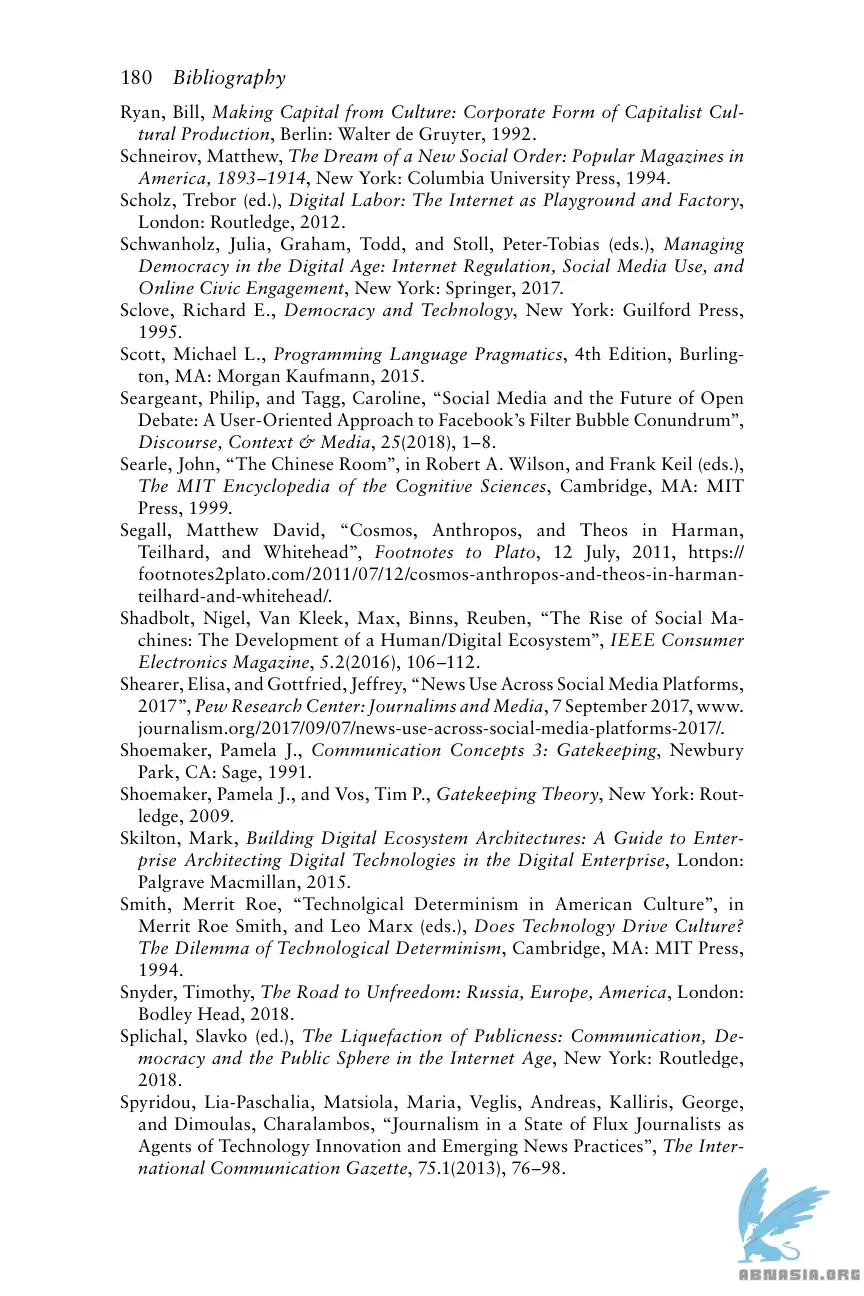 180 Bibliography
Ryan, Bill, Making Capital from Culture: Corporate Form of Capitalist Cul-
tural Production, Berlin: Walter de Gruyter, 1992.
Schneirov, Matthew, The Dream of a New Social Order: Popular Magazines in
America, 1893–1914, New York: Columbia University Press, 1994.
Scholz, Trebor (ed.), Digital Labor: The Internet as Playground and Factory,
London: Routledge, 2012.
Schwanholz, Julia, Graham, Todd, and Stoll, Peter-Tobias (eds.), Managing
Democracy in the Digital Age: Internet Regulation, Social Media Use, and
Online Civic Engagement, New York: Springer, 2017.
Sclove, Richard E., Democracy and Technology, New York: Guilford Press,
1995.
Scott, Michael L., Programming Language Pragmatics, 4th Edition, Burling-
ton, MA: Morgan Kaufmann, 2015.
Seargeant, Philip, and Tagg, Caroline, “Social Media and the Future of Open
Debate: A User-Oriented Approach to Facebook’s Filter Bubble Conundrum”,
Discourse, Context & Media, 25(2018), 1–8.
Searle, John, “The Chinese Room”, in Robert A. Wilson, and Frank Keil (eds.),
The MIT Encyclopedia of the Cognitive Sciences, Cambridge, MA: MIT
Press, 1999.
Segall, Matthew David, “Cosmos, Anthropos, and Theos in Harman,
Teilhard, and Whitehead”, Footnotes to Plato, 12 July, 2011, https://
footnotes2plato.com/2011/07/12/cosmos-anthropos-and-theos-in-harman-
teilhard-and-whitehead/.
Shadbolt, Nigel, Van Kleek, Max, Binns, Reuben, “The Rise of Social Ma-
chines: The Development of a Human/Digital Ecosystem”, IEEE Consumer
Electronics Magazine, 5.2(2016), 106–112.
Shearer, Elisa, and Gottfried, Jeffrey, “News Use Across Social Media Platforms,
2017”, Pew Research Center: Journalims and Media, 7 September 2017, www.
journalism.org/2017/09/07/news-use-across-social-media-platforms-2017/.
Shoemaker, Pamela J., Communication Concepts 3: Gatekeeping, Newbury
Park, CA: Sage, 1991.
Shoemaker, Pamela J., and Vos, Tim P., Gatekeeping Theory, New York: Rout-
ledge, 2009.
Skilton, Mark, Building Digital Ecosystem Architectures: A Guide to Enter-
prise Architecting Digital Technologies in the Digital Enterprise, London:
Palgrave Macmillan, 2015.
Smith, Merrit Roe, “Technolgical Determinism in American Culture”, in
Merrit Roe Smith, and Leo Marx (eds.), Does Technology Drive Culture?
The Dilemma of Technological Determinism, Cambridge, MA: MIT Press,
1994.
Snyder, Timothy, The Road to Unfreedom: Russia, Europe, America, London:
Bodley Head, 2018.
Splichal, Slavko (ed.), The Liquefaction of Publicness: Communication, De-
mocracy and the Public Sphere in the Internet Age, New York: Routledge,
2018.
Spyridou, Lia-Paschalia, Matsiola, Maria, Veglis, Andreas, Kalliris, George,
and Dimoulas, Charalambos, “Journalism in a State of Flux Journalists as
Agents of Technology Innovation and Emerging News Practices”, The Inter-
national Communication Gazette, 75.1(2013), 76–98.
ABNASIA.ORG